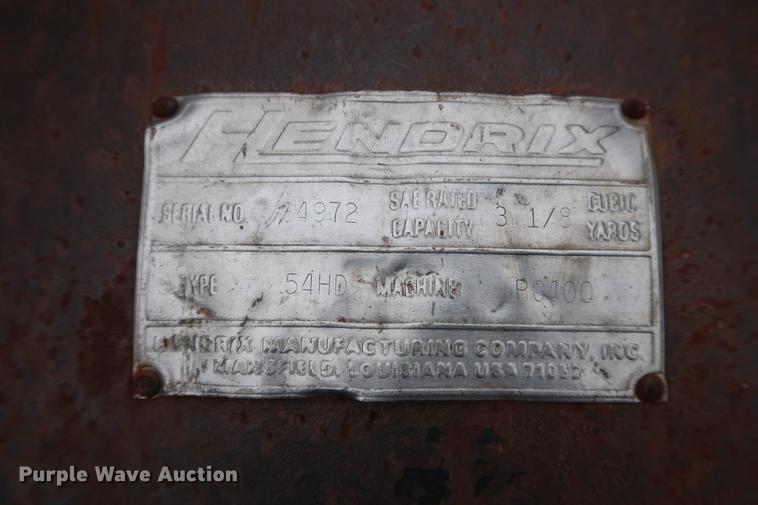 HENDRIX
SERIAL NO. 4972 SAE RATED CAPACITY 3 1/8 CUBIC YARDS
TYPE 54HD MACHINE PC400
HENDRIX MANUFACTURING COMPANY, INC.
MANSFIELD, LOUISIANA USA 71052
Purple Wave Auction